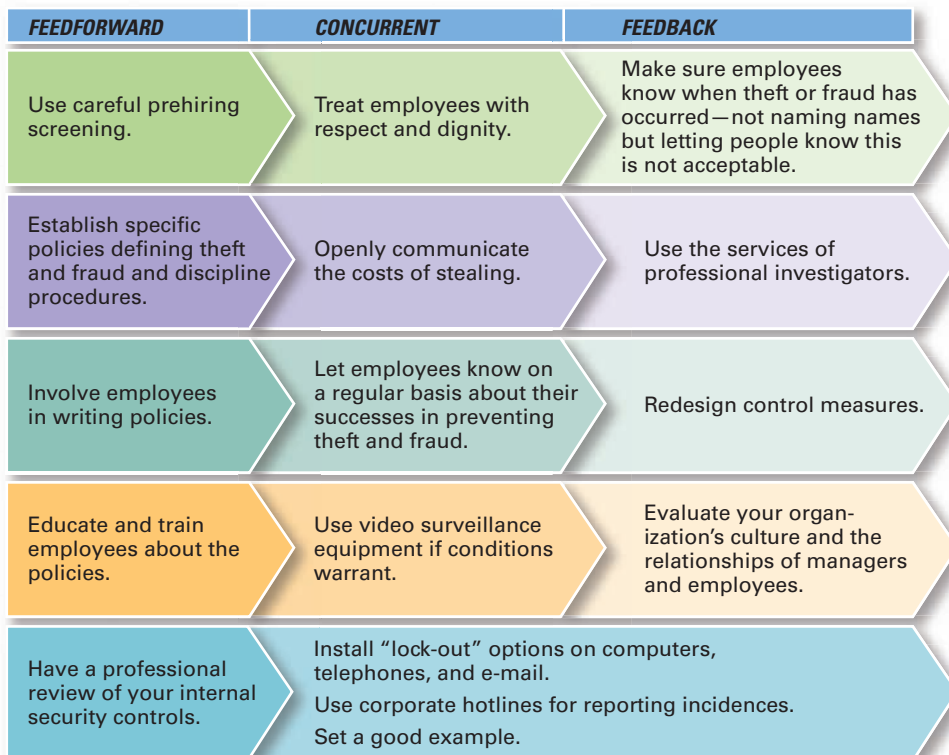 FEEDFORWARD CONCURRENT FEEDBACK
Use careful prehiring
screening.
Treat employees with
respect and dignity.
Make sure employees
know when theft or fraud has
occurred—not naming names
but letting people know this
is not acceptable.
Establish specific
policies defining theft
and fraud and discipline
procedures.
Openly communicate
the costs of stealing.
Use the services of
professional investigators.
Involve employees
in writing policies.
Let employees know on
a regular basis about their
successes in preventing
theft and fraud.
Redesign control measures.
Educate and train
employees about the
policies.
Use video surveillance
equipment if conditions
warrant.
Evaluate your organ-
ization’s culture and the
relationships of managers
and employees.
Have a professional
review of your internal
security controls.
Install “lock-out” options on computers,
telephones, and e-mail.
Use corporate hotlines for reporting incidences.
Set a good example.